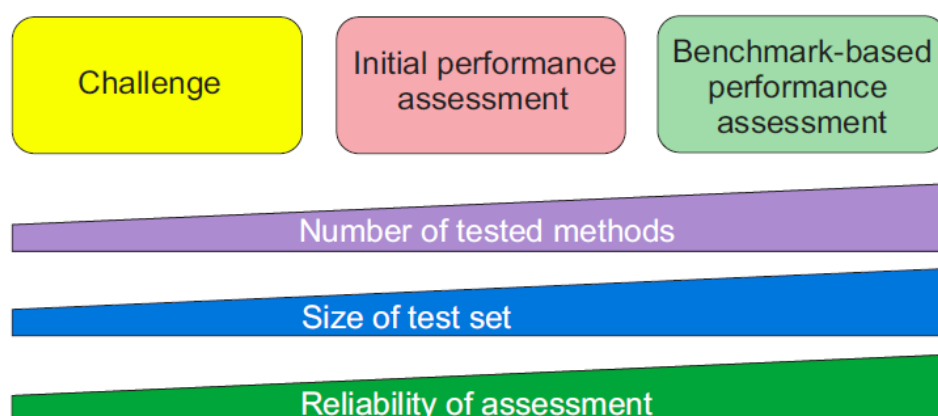 Challenge
Initial performance
assessment
Benchmark-based
performance
assessment
Number of tested methods
Size of test set
Reliability of assessment